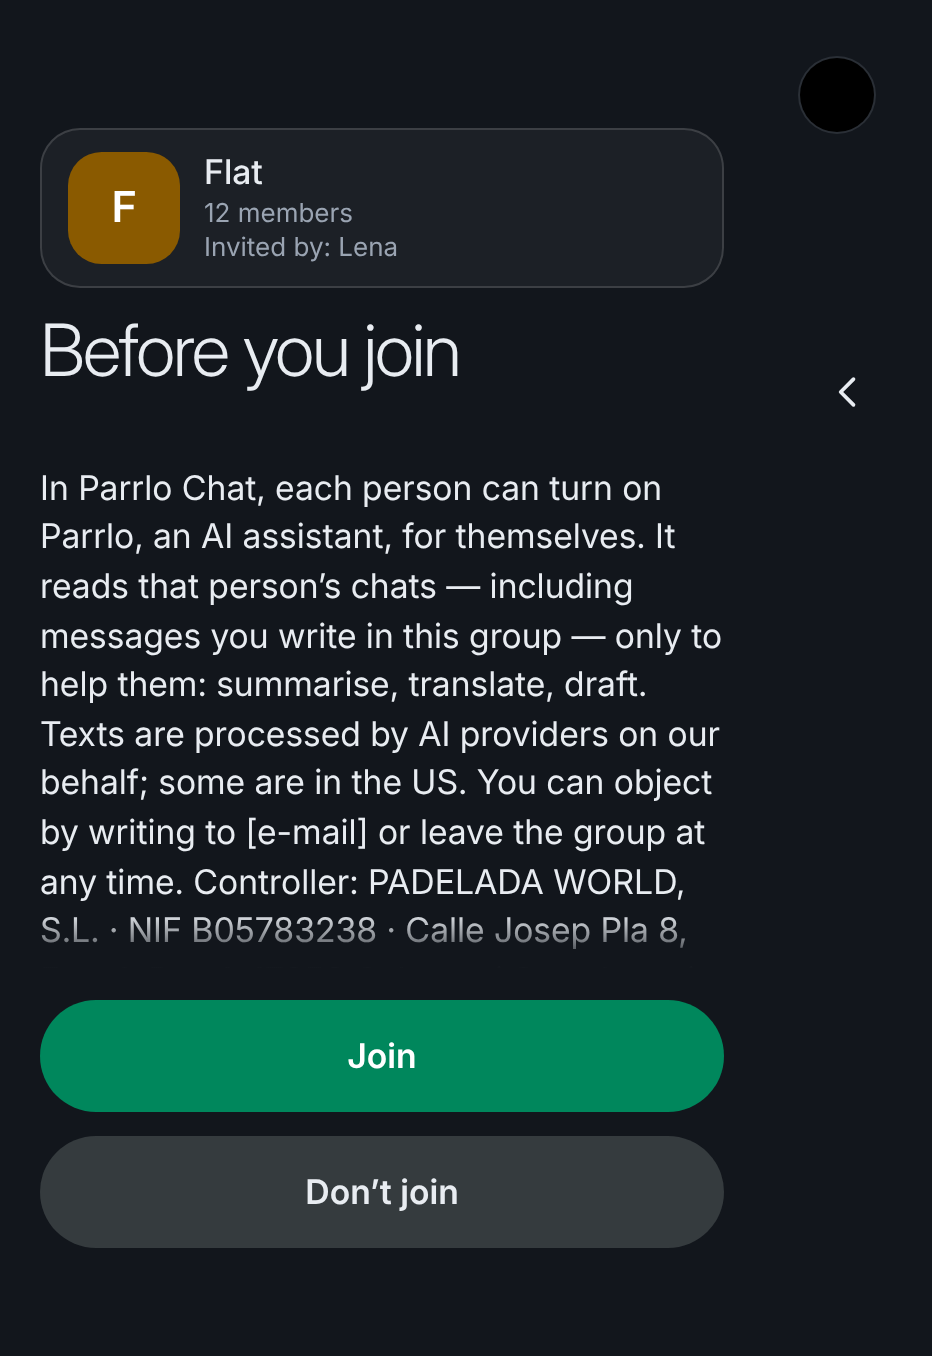 F
Flat
12 members
Invited by: Lena
Before you join
In Parrlo Chat, each person can turn on
Parrlo, an AI assistant, for themselves. It
reads that person’s chats — including
messages you write in this group — only to
help them: summarise, translate, draft.
Texts are processed by AI providers on our
behalf; some are in the US. You can object
by writing to [e-mail] or leave the group at
any time. Controller: PADELADA WORLD,
S.L. · NIF B05783238 · Calle Josep Pla 8,
Join
Don’t join